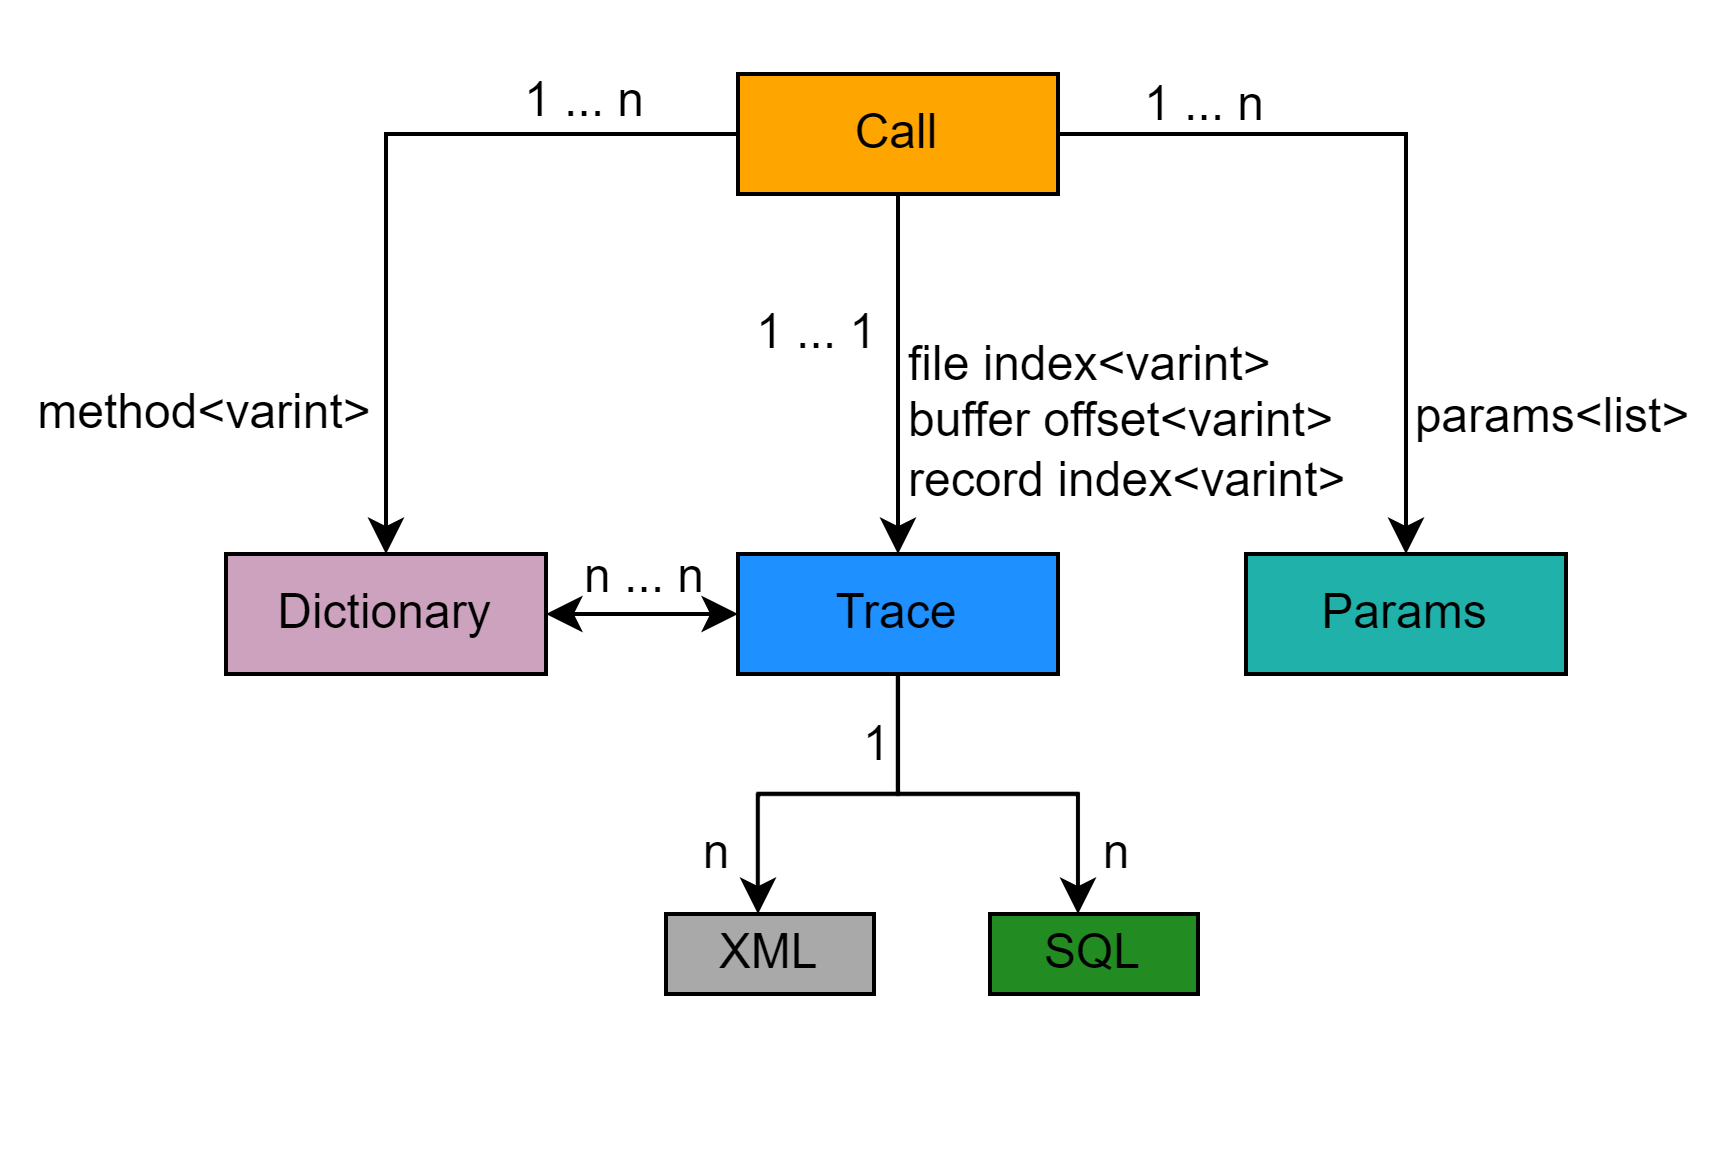 1 ... n
Call
1 ... n
1 ... 1
file index<varint>
buffer offset<varint>
record index<varint>
method<varint>
params<list>
Dictionary
n ... n
Trace
Params
1
n
n
XML
SQL